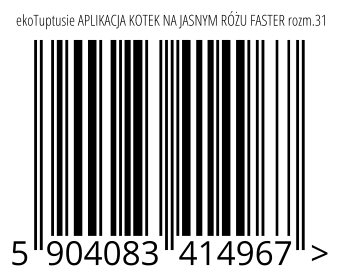 ekoTuptusie APLIKACJA KOTEK NA JASNYM RÓŻU FASTER rozm.31
5 904083 414967 >